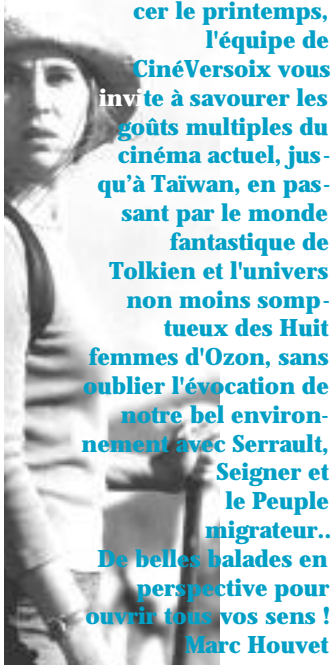 cer le printemps,
l'équipe de
CinéVersoix vous
invite à savourer les
goûts multiples du
cinéma actuel, jus-
qu'à Taïwan, en pas-
sant par le monde
fantastique de
Tolkien et l'univers
non moins somp-
tueux des Huit
femmes d'Ozon, sans
oublier l'évocation de
notre bel environ-
nement avec Serrault,
Seigner et
le Peuple
migrateur..
De belles balades en
perspective pour
ouvrir tous vos sens !
Marc Houvet